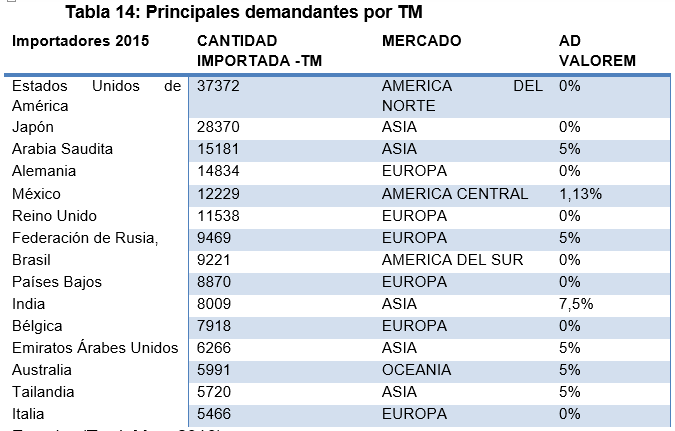 Tabla 14: Principales demandantes por TM
Importadores 2015 CANTIDAD MERCADO AD
IMPORTADA -TM VALOREM
Estados Unidos de 37372 AMERICA DEL 0%
América NORTE
Japón 28370 ASIA 0%
Arabia Saudita 15181 ASIA 5%
Alemania 14834 EUROPA 0%
México 12229 AMERICA CENTRAL 1,13%
Reino Unido 11538 EUROPA 0%
Federación de Rusia, 9469 EUROPA 5%
Brasil 9221 AMERICA DEL SUR 0%
Países Bajos 8870 EUROPA 0%
India 8009 ASIA 7,5%
Bélgica 7918 EUROPA 0%
Emiratos Árabes Unidos 6266 ASIA 5%
Australia 5991 OCEANIA 5%
Tailandia 5720 ASIA 5%
Italia 5466 EUROPA 0%